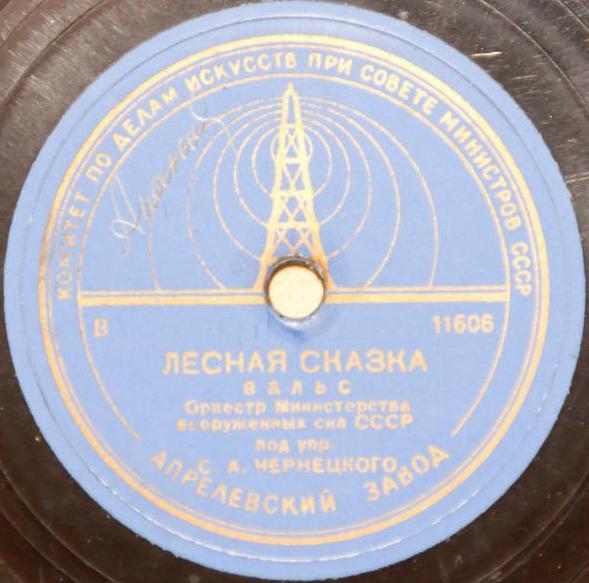 КОМИТЕТ ПО ДЕЛАМ ИСКУССТВ ПРИ СОВЕТЕ МИНИСТРОВ СССР
В 11606
ЛЕСНАЯ СКАЗКА
вальс
Оркестр Министерства
вооруженных сил СССР
под упр.
С. А. ЧЕРНЕЦКОГО
АПРЕЛЕВСКИЙ ЗАВОД